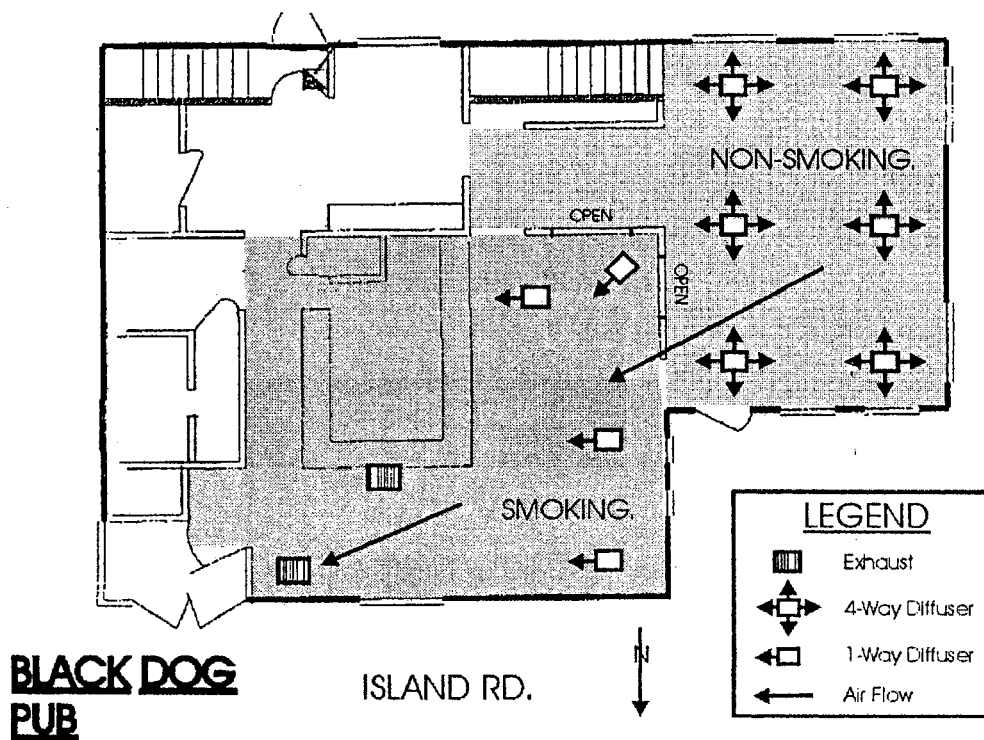 NON-SMOKING.
OPEN
OPEN
SMOKING.
LEGEND
Exhaust
4-Way Diffuser
1-Way Diffuser
Air Flow
BLACK DOG
PUB
ISLAND RD.
N